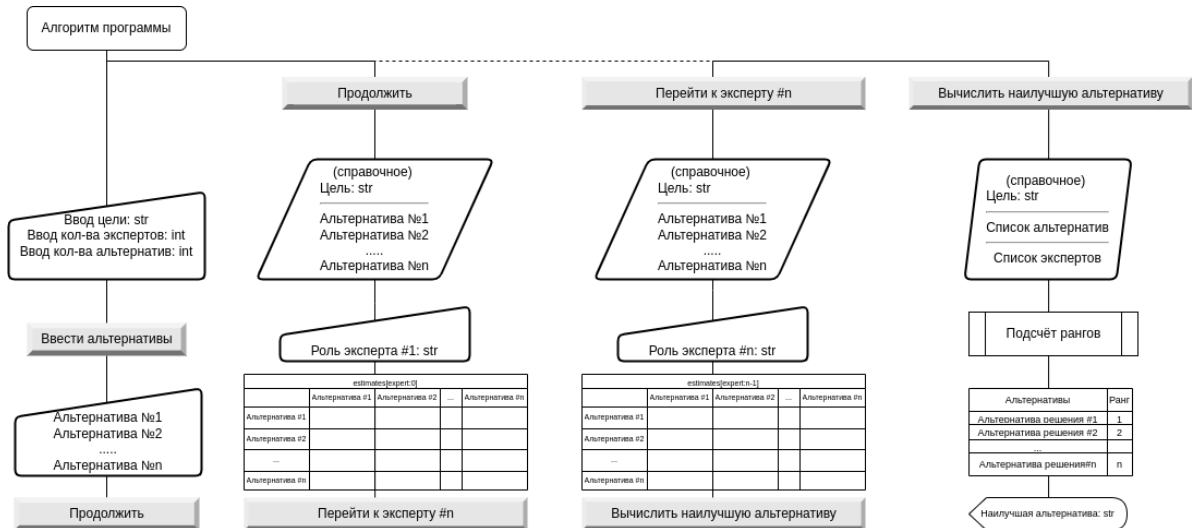 Алгоритм программы
Ввод цели: str
Ввод кол-ва экспертов: int
Ввод кол-ва альтернатив: int
Ввести альтернативы
Альтернатива №1
Альтернатива №2
.....
Альтернатива №n
Продолжить
Продолжить
(справочное)
Цель: str
Альтернатива №1
Альтернатива №2
.....
Альтернатива №n
Роль эксперта #1: str
estimates[expert:0]
Альтернатива #1 Альтернатива #2 ... Альтернатива #n
Альтернатива #1
Альтернатива #2
...
Альтернатива #n
Перейти к эксперту #n
Перейти к эксперту #n
(справочное)
Цель: str
Альтернатива №1
Альтернатива №2
.....
Альтернатива №n
Роль эксперта #n: str
estimates[expert:n-1]
Альтернатива #1 Альтернатива #2 ... Альтернатива #n
Альтернатива #1
Альтернатива #2
...
Альтернатива #n
Вычислить наилучшую альтернативу
Вычислить наилучшую альтернативу
(справочное)
Цель: str
Список альтернатив
Список экспертов
Подсчёт рангов
Альтернативы Ранг
Альтернатива решения #1 1
Альтернатива решения #2 2
...
Альтернатива решения#n n
Наилучшая альтернатива: str